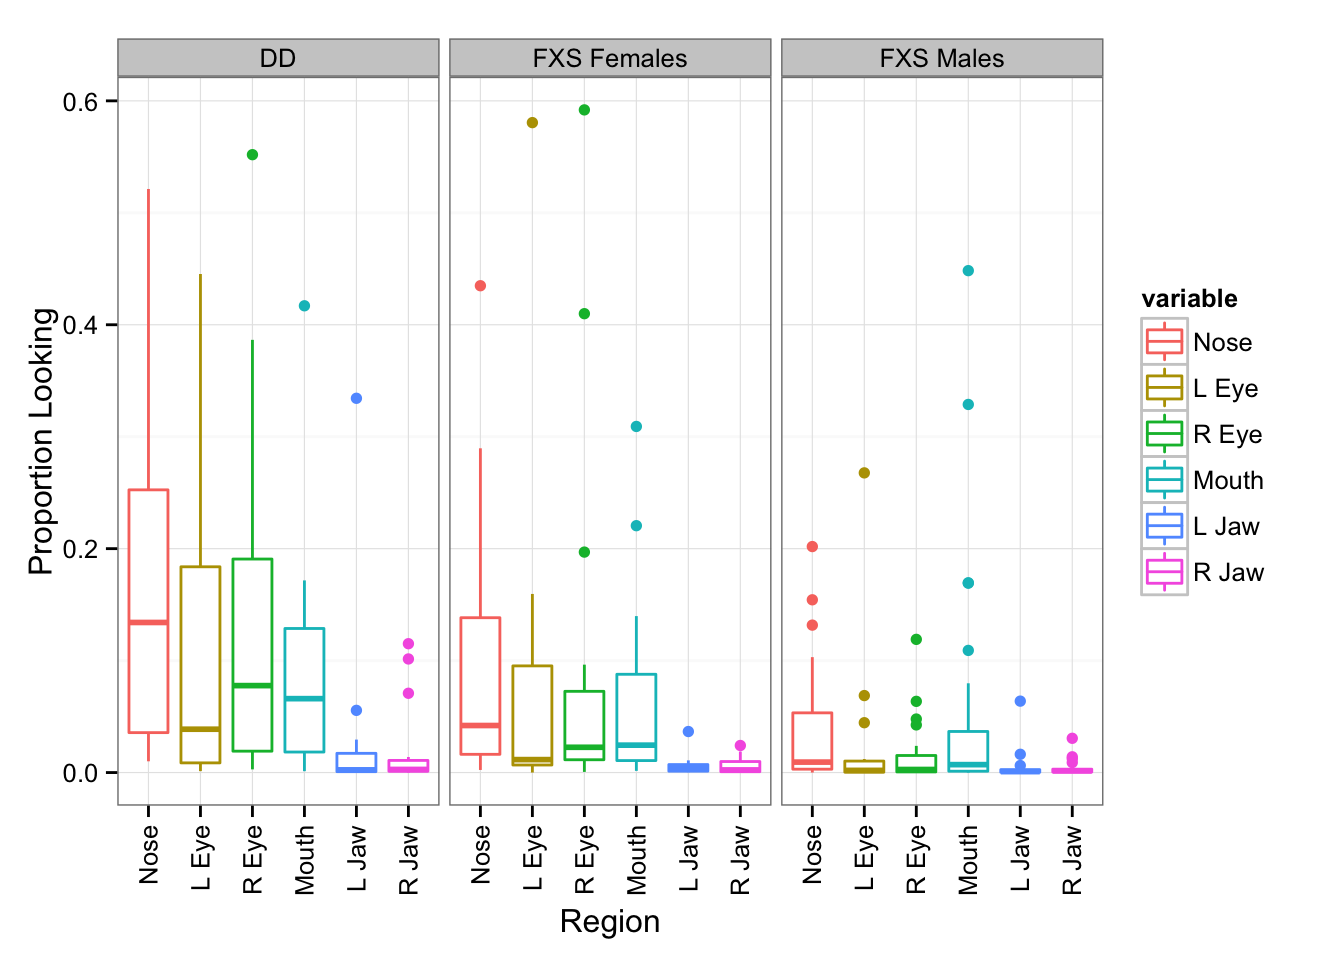 DD
FXS Females
FXS Males
Proportion Looking
0.6
0.4
0.2
0.0
Nose
L Eye
R Eye
Mouth
L Jaw
R Jaw
Nose
L Eye
R Eye
Mouth
L Jaw
R Jaw
Nose
L Eye
R Eye
Mouth
L Jaw
R Jaw
Region
variable
Nose
L Eye
R Eye
Mouth
L Jaw
R Jaw